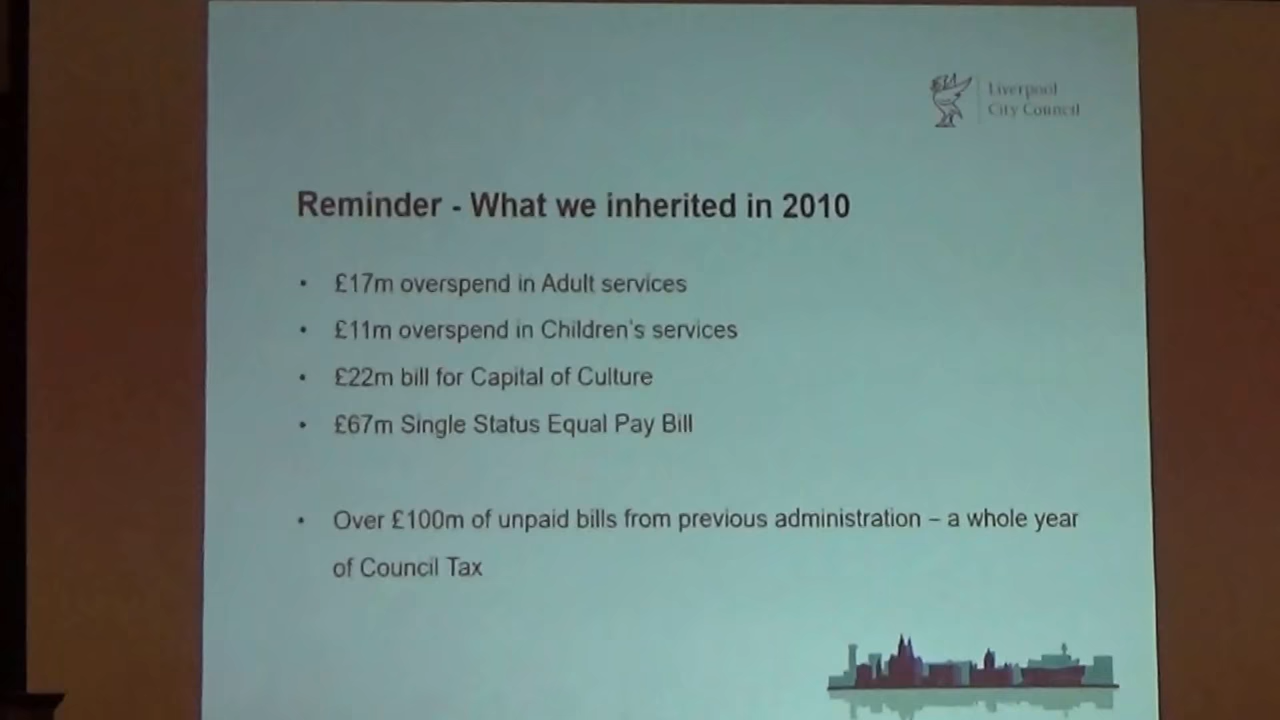 Liverpool
City Council
Reminder - What we inherited in 2010
• £17m overspend in Adult services
• £11m overspend in Children's services
• £22m bill for Capital of Culture
• £67m Single Status Equal Pay Bill
• Over £100m of unpaid bills from previous administration – a whole year
of Council Tax